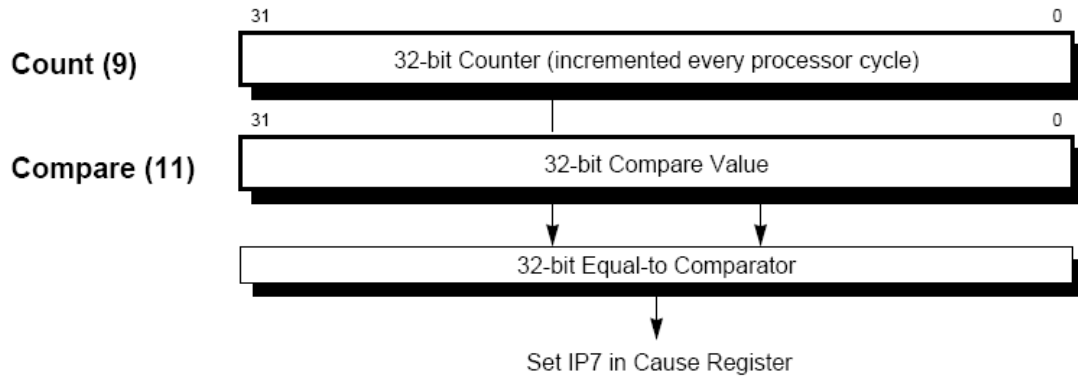 31 0
Count (9) 32-bit Counter (incremented every processor cycle)
31 0
Compare (11) 32-bit Compare Value
32-bit Equal-to Comparator
Set IP7 in Cause Register